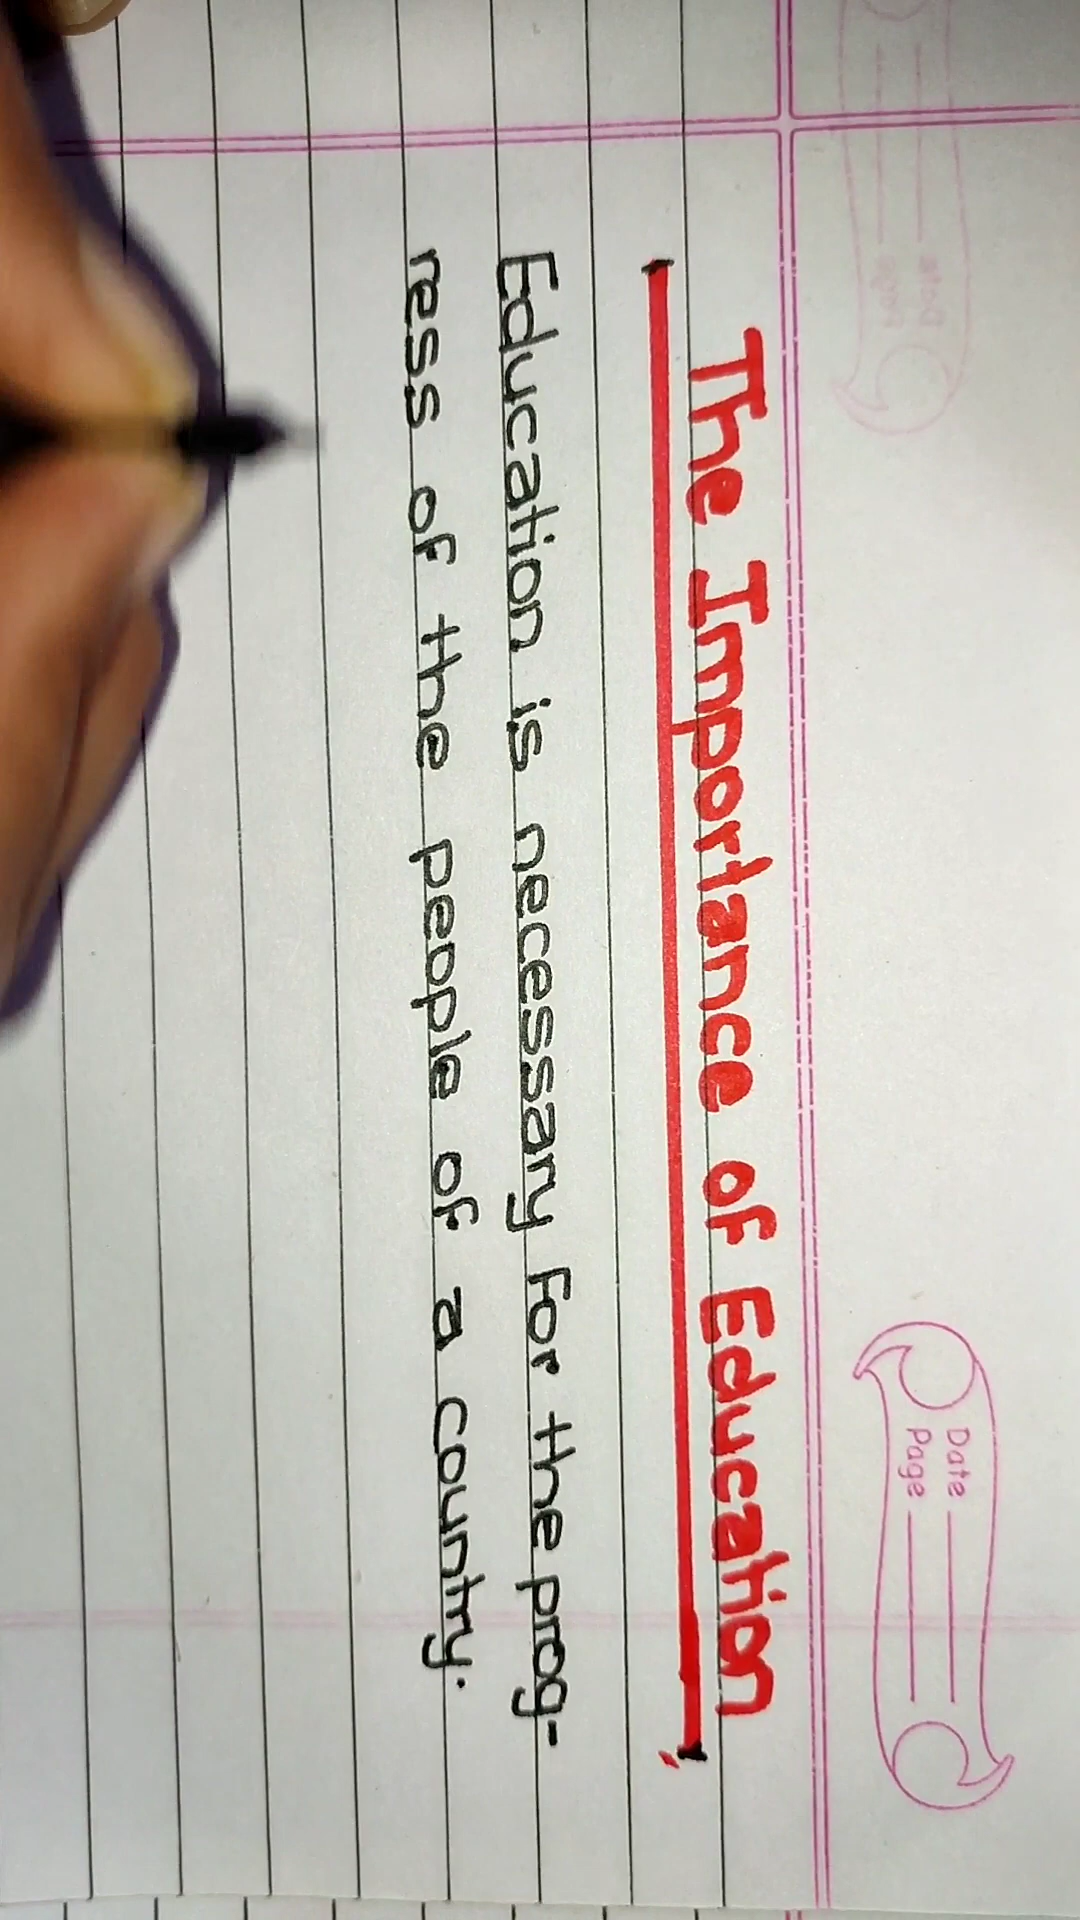 Date
Page
The Importance of Education
Education is necessary for the prog-
ress of the people of a country.